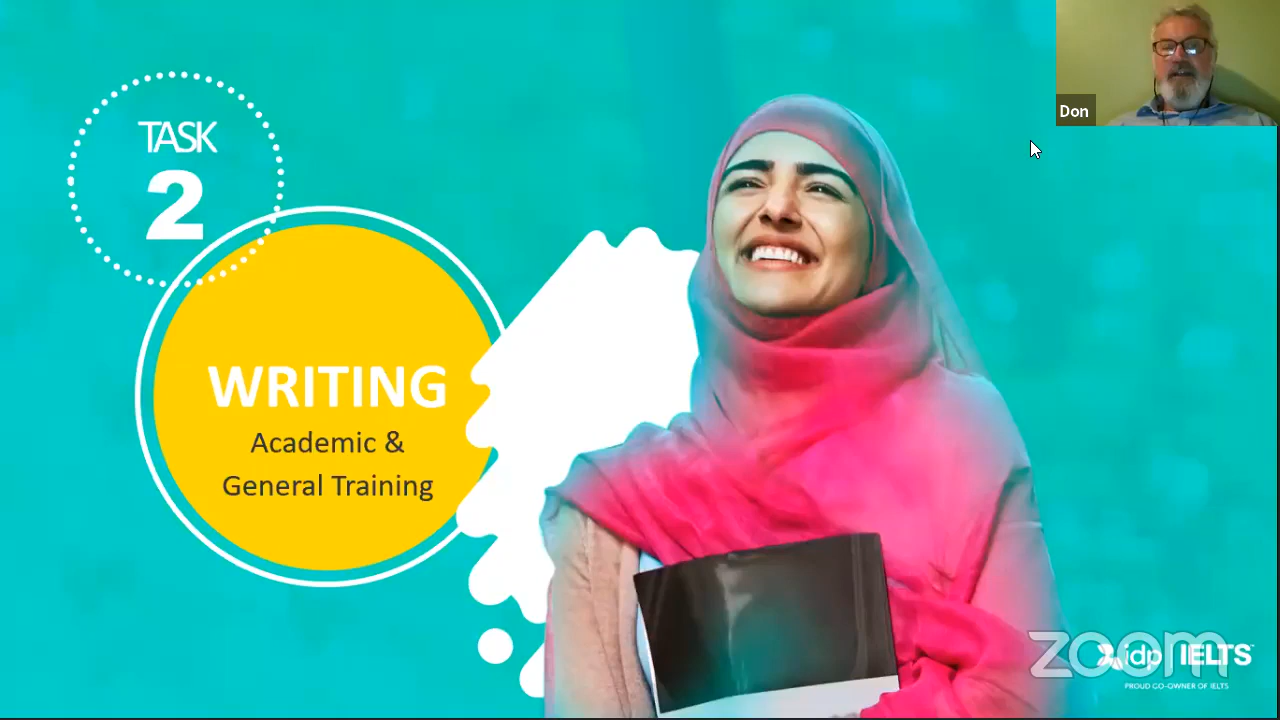 Don
TASK
2
WRITING
Academic &
General Training
zoom
idp IELTS
PROUD CO-OWNER OF IELTS